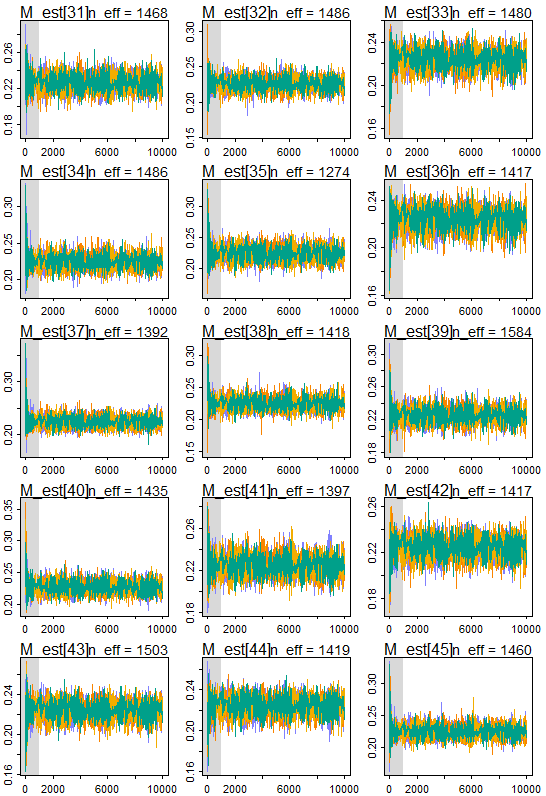 M_est[31]n_eff = 1468 M_est[32]n_eff = 1486 M_est[33]n_eff = 1480
0.18 0.22 0.26
0.15 0.20 0.25 0.30
0.16 0.20 0.24
0 2000 6000 10000 0 2000 6000 10000 0 2000 6000 10000
M_est[34]n_eff = 1486 M_est[35]n_eff = 1274 M_est[36]n_eff = 1417
0.20 0.25 0.30
0.20 0.25 0.30
0.16 0.20 0.24
0 2000 6000 10000 0 2000 6000 10000 0 2000 6000 10000
M_est[37]n_eff = 1392 M_est[38]n_eff = 1418 M_est[39]n_eff = 1584
0.20 0.30
0.15 0.20 0.25 0.30
0.18 0.22 0.26 0.30
0 2000 6000 10000 0 2000 6000 10000 0 2000 6000 10000
M_est[40]n_eff = 1435 M_est[41]n_eff = 1397 M_est[42]n_eff = 1417
0.20 0.25 0.30 0.35
0.18 0.22 0.26
0.18 0.22 0.26
0 2000 6000 10000 0 2000 6000 10000 0 2000 6000 10000
M_est[43]n_eff = 1503 M_est[44]n_eff = 1419 M_est[45]n_eff = 1460
0.16 0.20 0.24
0.16 0.20 0.24
0.20 0.25 0.30
0 2000 6000 10000 0 2000 6000 10000 0 2000 6000 10000